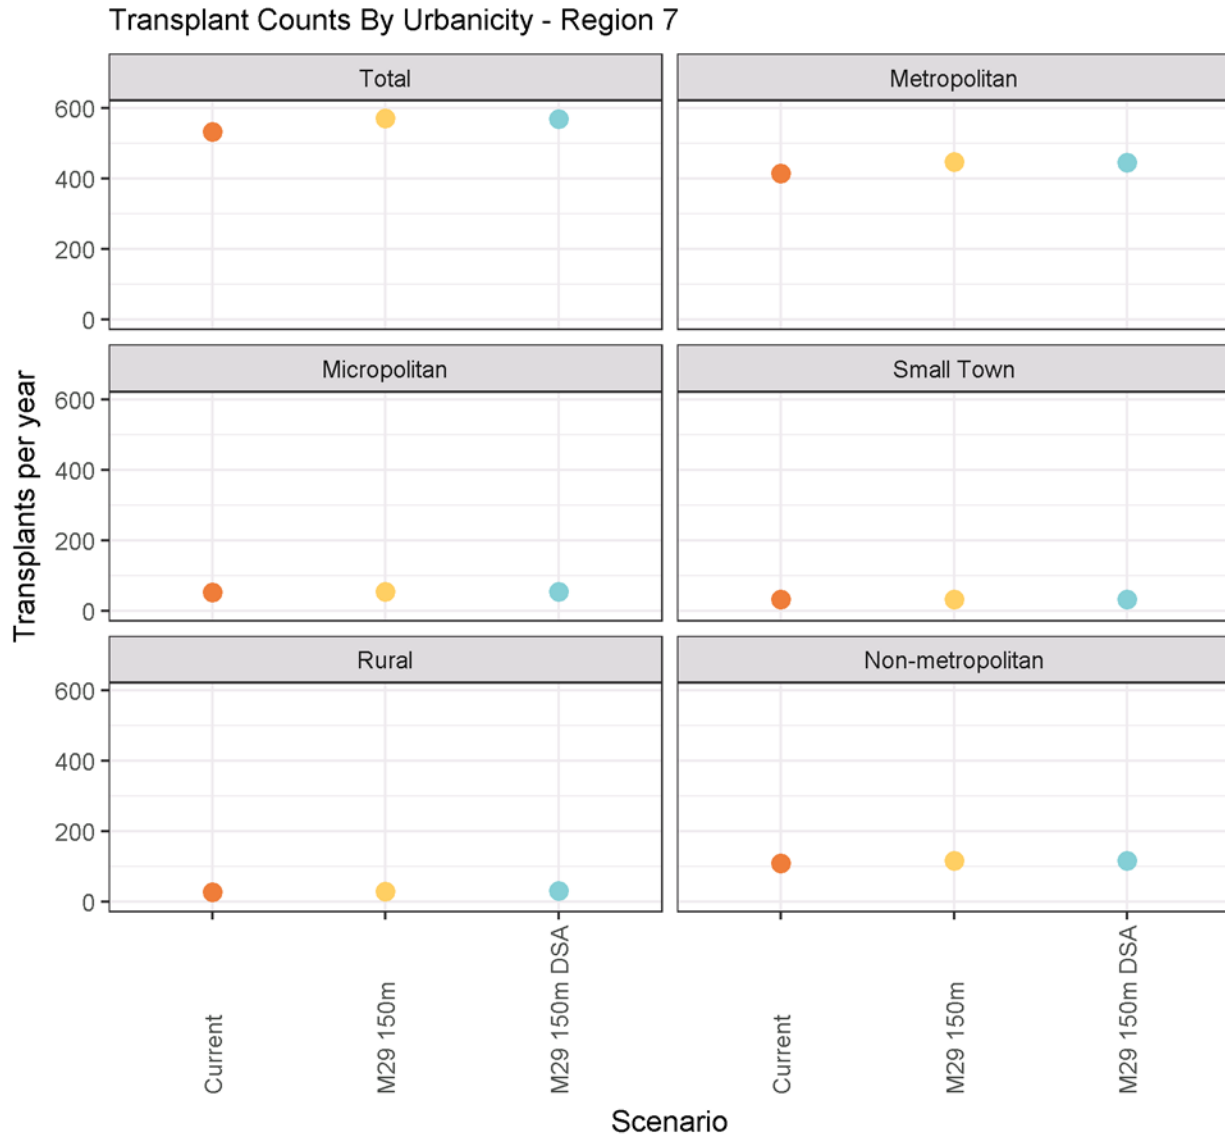 Transplant Counts By Urbanicity - Region 7
Total
Metropolitan
600
400
200
0
Micropolitan
Small Town
600
400
200
0
Transplants per year
Rural
Non-metropolitan
600
400
200
0
Current
M29 150m
M29 150m DSA
Current
M29 150m
M29 150m DSA
Scenario